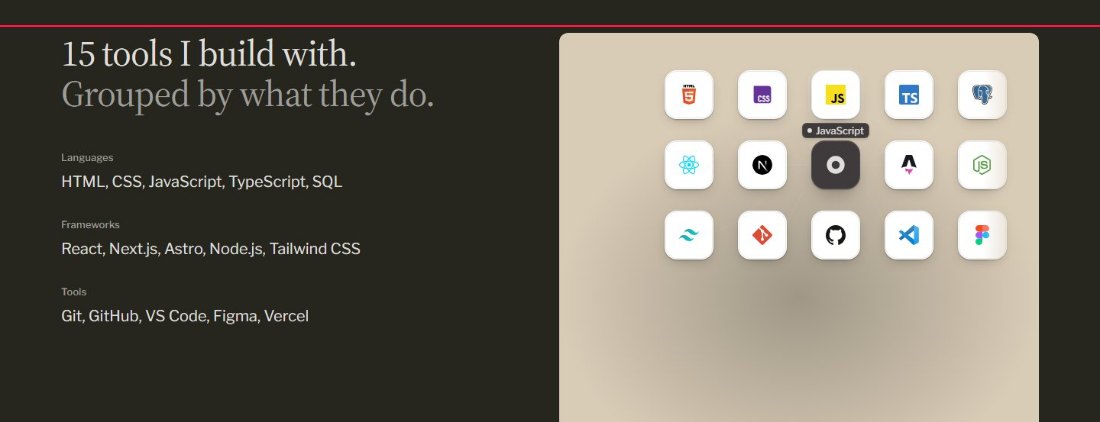 15 tools I build with.
Grouped by what they do.
Languages
HTML, CSS, JavaScript, TypeScript, SQL
Frameworks
React, Next.js, Astro, Node.js, Tailwind CSS
Tools
Git, GitHub, VS Code, Figma, Vercel
HTML
5
CSS
JS
TS
JavaScript
N
JS